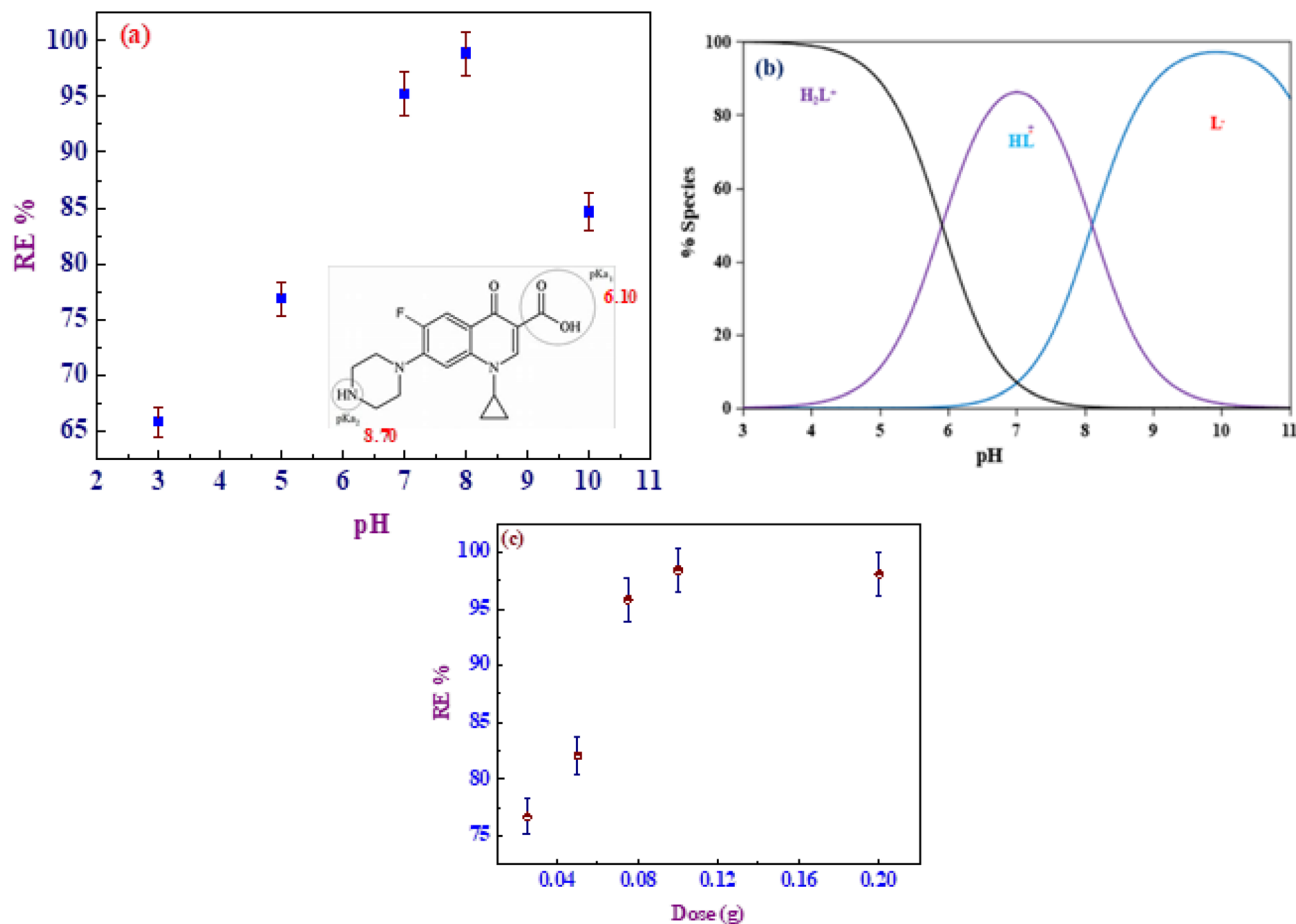 (a)
100
95
90
85
80
75
70
65
RE %
2 3 4 5 6 7 8 9 10 11
pH
O O
pKa1
6.10
F
OH
N N
HN
pKa2
8.70
(b)
100
80
60
40
20
0
% Species
H2L+
HL±
L-
3 4 5 6 7 8 9 10 11
pH
(c)
100
95
90
85
80
75
RE %
0.04 0.08 0.12 0.16 0.20
Dose (g)